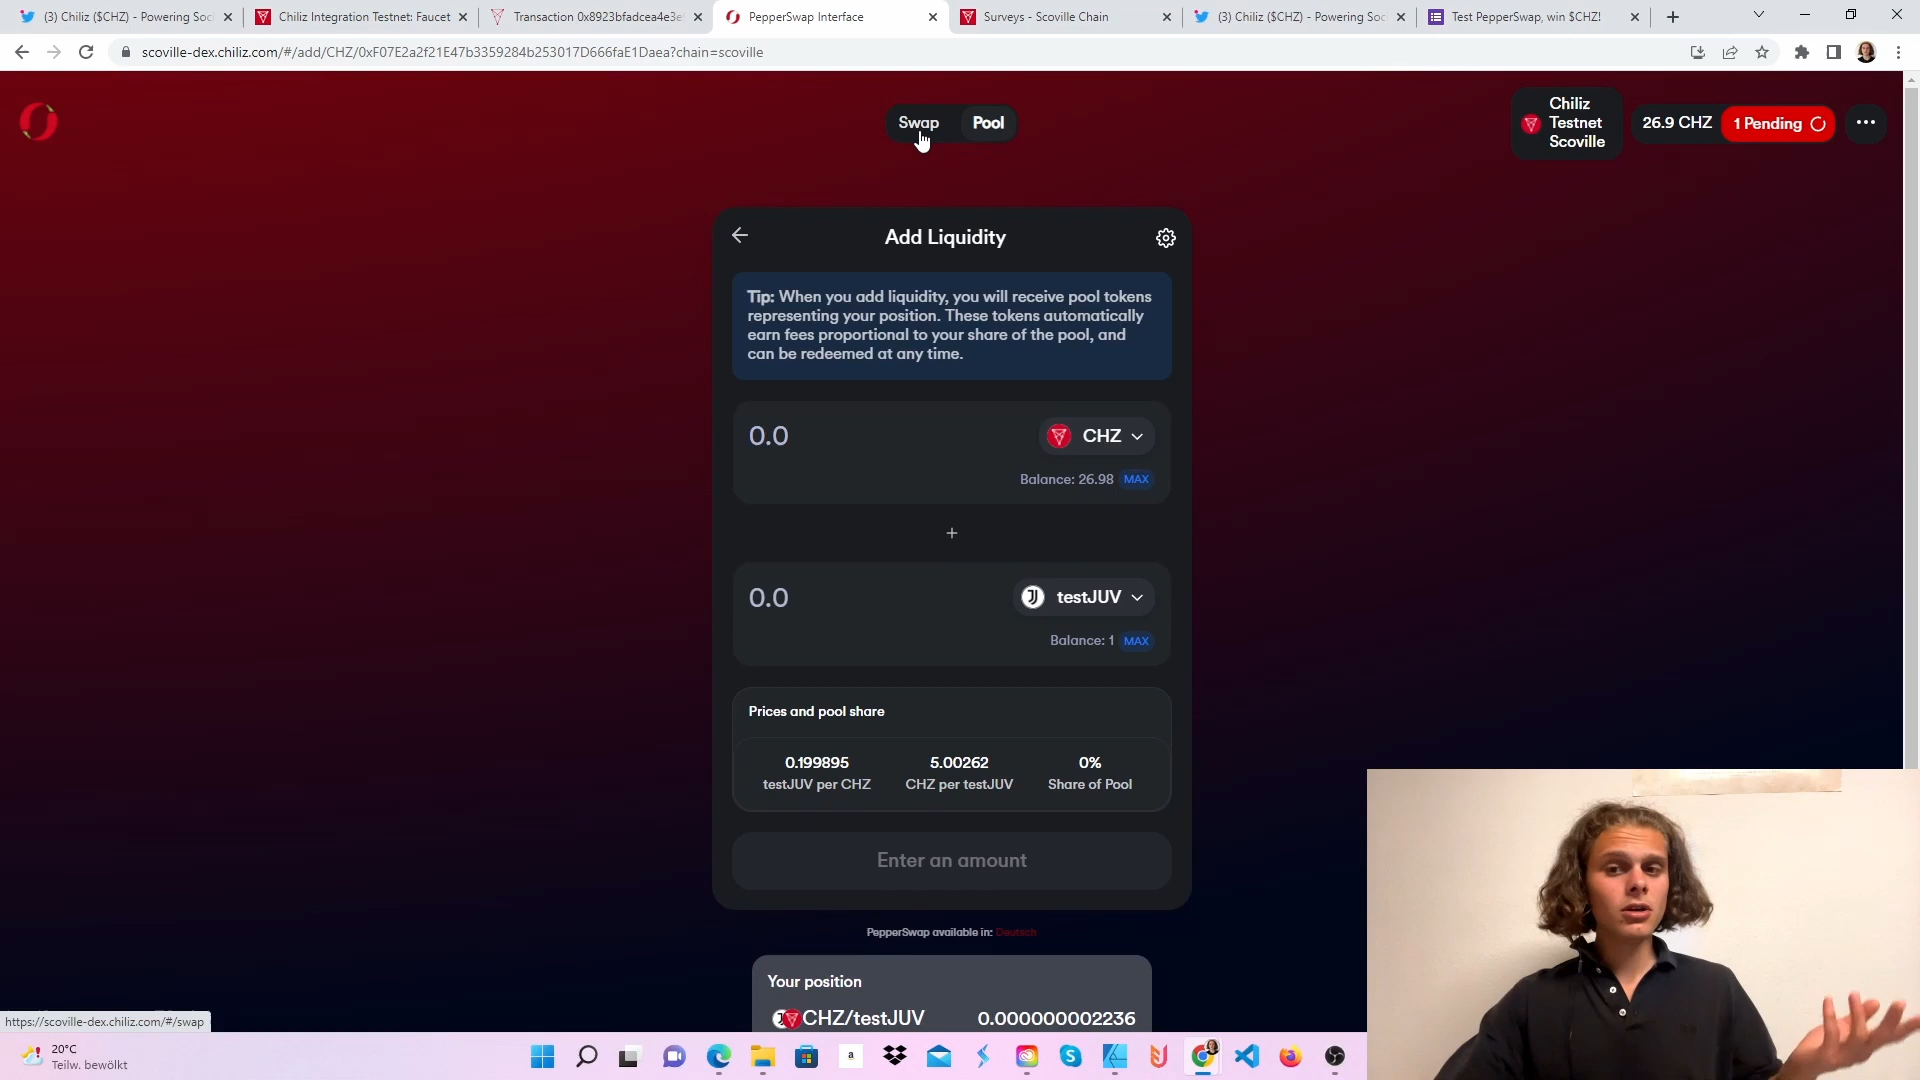 (3) Chiliz ($CHZ) - Powering Soc
Chiliz Integration Testnet: Faucet
Transaction 0x8923bfadcea4e3e
PepperSwap Interface
Surveys - Scoville Chain
(3) Chiliz ($CHZ) - Powering Soc
Test PepperSwap, win $CHZ!
scoville-dex.chiliz.com/#/add/CHZ/0xF07E2a2f21E47b3359284b253017D666faE1Daea?chain=scoville
Swap
Pool
Chiliz
Testnet
Scoville
26.9 CHZ
1 Pending
Add Liquidity
Tip: When you add liquidity, you will receive pool tokens
representing your position. These tokens automatically
earn fees proportional to your share of the pool, and
can be redeemed at any time.
0.0
CHZ
Balance: 26.98 MAX
+
0.0
testJUV
Balance: 1 MAX
Prices and pool share
0.199895 5.00262 0%
testJUV per CHZ CHZ per testJUV Share of Pool
Enter an amount
PepperSwap available in: Deutsch
Your position
CHZ/testJUV 0.000000002236
https://scoville-dex.chiliz.com/#/swap
20°C
Teilw. bewölkt
a